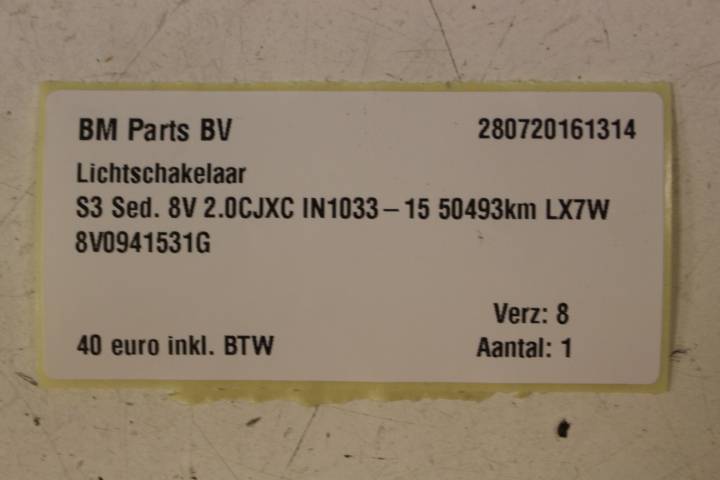 BM Parts BV 280720161314
Lichtschakelaar
S3 Sed. 8V 2.0CJXC IN1033-15 50493km LX7W
8V0941531G
Verz: 8
40 euro inkl. BTW Aantal: 1